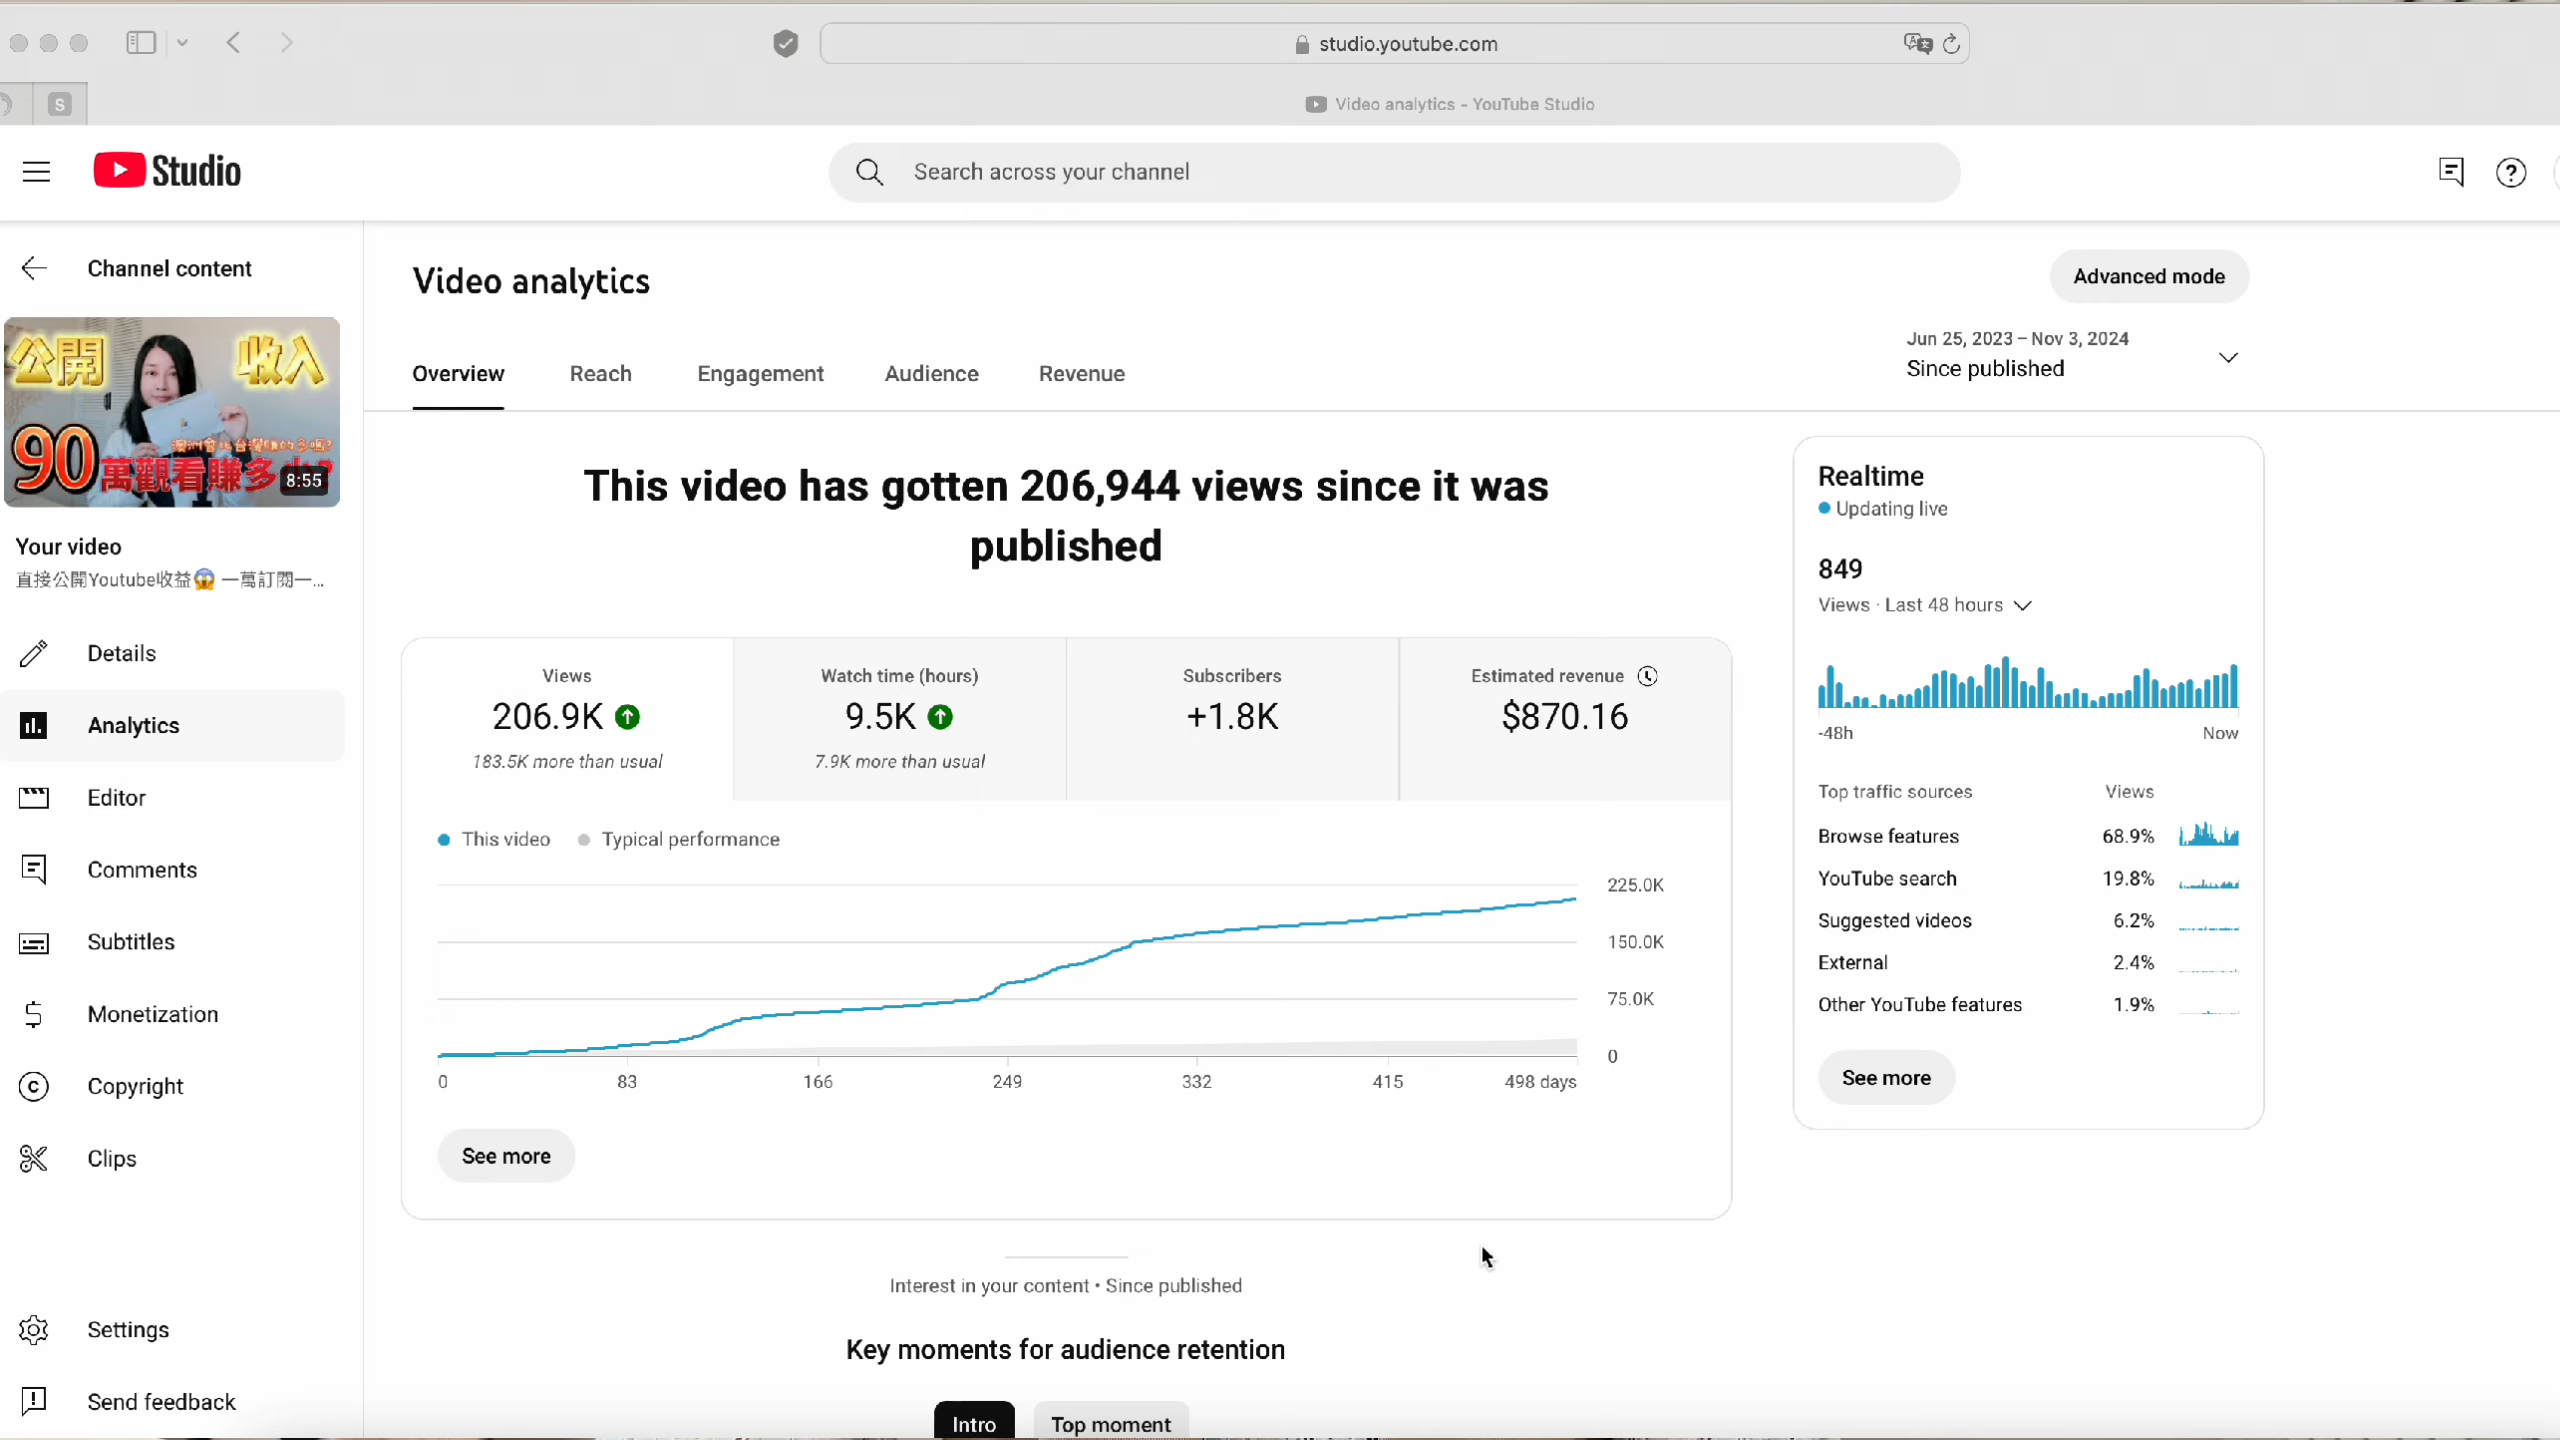 studio.youtube.com
S
Video analytics - YouTube Studio
Studio
Search across your channel
Channel content
公開
收入
90
萬觀看賺多
8:55
Your video
直接公開Youtube收益😱 一萬訂閱一...
Details
Analytics
Editor
Comments
Subtitles
Monetization
Copyright
Clips
Settings
Send feedback
Video analytics
Advanced mode
Jun 25, 2023 – Nov 3, 2024
Since published
Overview
Reach
Engagement
Audience
Revenue
This video has gotten 206,944 views since it was
published
Views
206.9K
183.5K more than usual
Watch time (hours)
9.5K
7.9K more than usual
Subscribers
+1.8K
Estimated revenue
$870.16
This video
Typical performance
225.0K
150.0K
75.0K
0
0
83
166
249
332
415
498 days
See more
Interest in your content • Since published
Key moments for audience retention
Intro
Top moment
Realtime
Updating live
849
Views · Last 48 hours
-48h
Now
Top traffic sources
Views
Browse features
68.9%
YouTube search
19.8%
Suggested videos
6.2%
External
2.4%
Other YouTube features
1.9%
See more